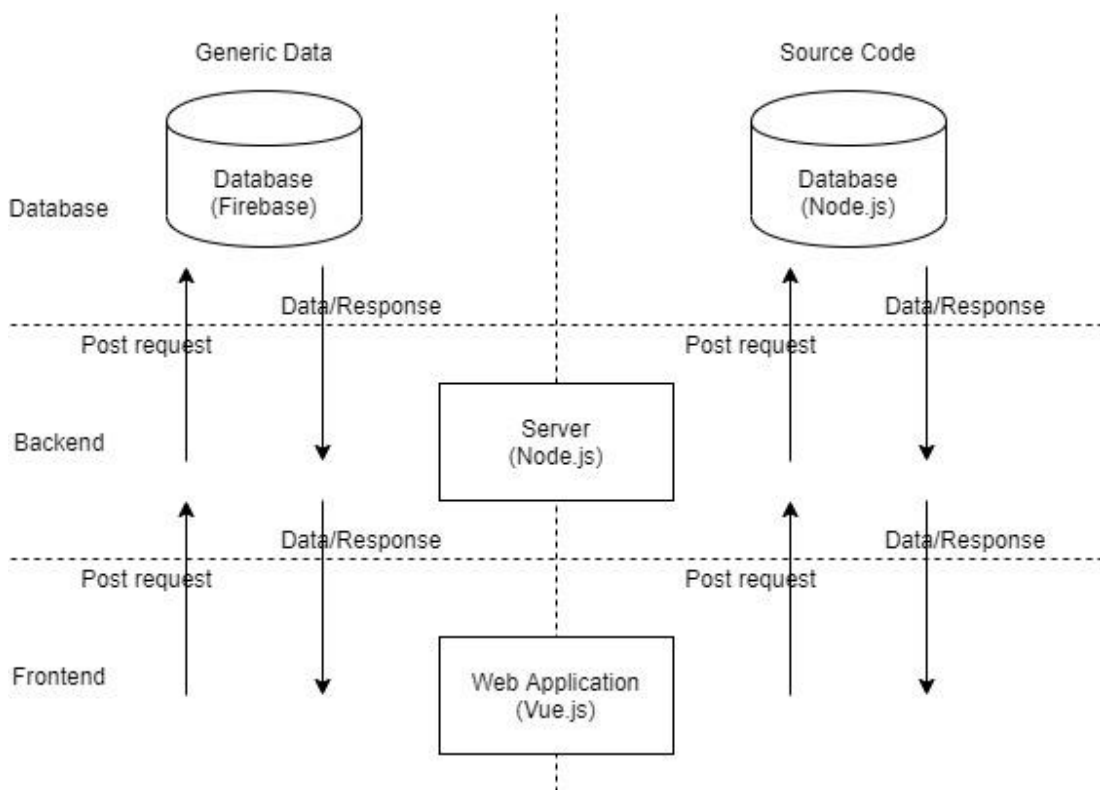 Generic Data
Source Code
Database
(Firebase)
Database
(Node.js)
Database
Data/Response
Data/Response
Post request
Post request
Server
(Node.js)
Backend
Data/Response
Data/Response
Post request
Post request
Web Application
(Vue.js)
Frontend